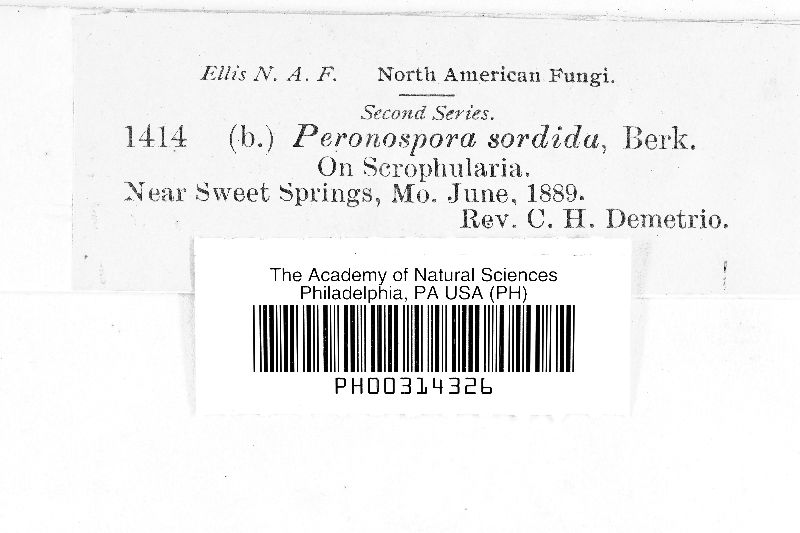 Ellis N. A. F. North American Fungi.
Second Series.
1414 (b.) Peronospora sordida, Berk.
On Scrophularia.
Near Sweet Springs, Mo. June, 1889.
Rev. C. H. Demetrio.
The Academy of Natural Sciences
Philadelphia, PA USA (PH)
PH00314326